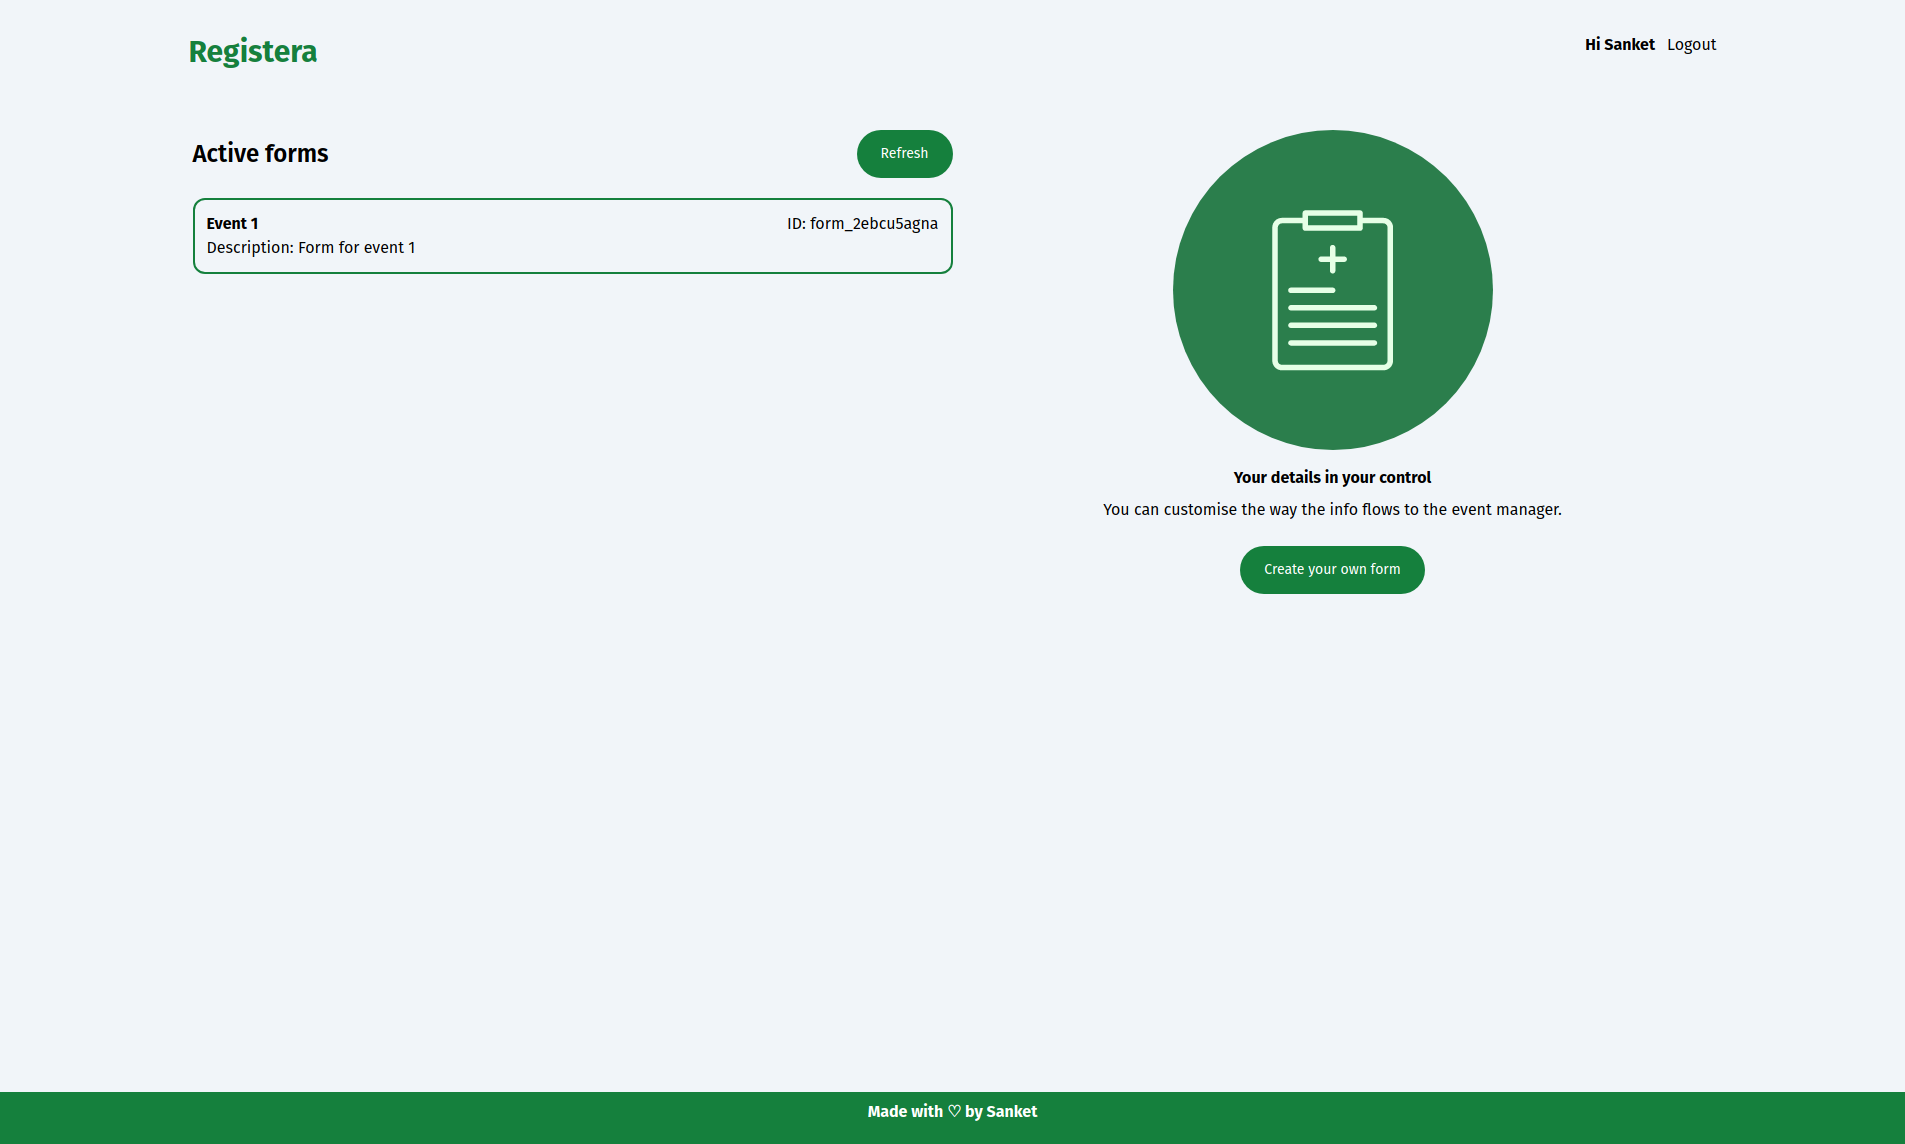 Registera
Hi Sanket Logout
Active forms
Refresh
Event 1
ID: form_2ebcu5agna
Description: Form for event 1
Your details in your control
You can customise the way the info flows to the event manager.
Create your own form
Made with ♡ by Sanket